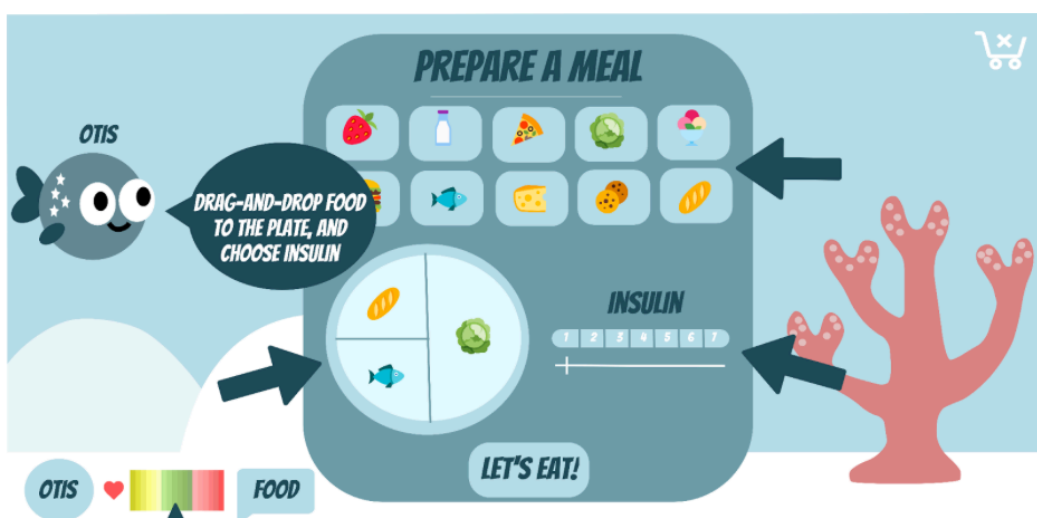 PREPARE A MEAL
OTIS
DRAG-AND-DROP FOOD
TO THE PLATE, AND
CHOOSE INSULIN
INSULIN
1 2 3 4 5 6 7
LET'S EAT!
OTIS
FOOD